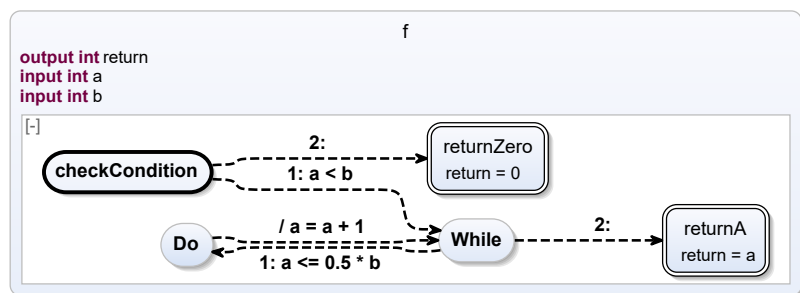 f
output int return
input int a
input int b
[-]
2:
returnZero
return = 0
checkCondition
1: a < b
/ a = a + 1
Do
While
2:
returnA
return = a
1: a <= 0.5 * b